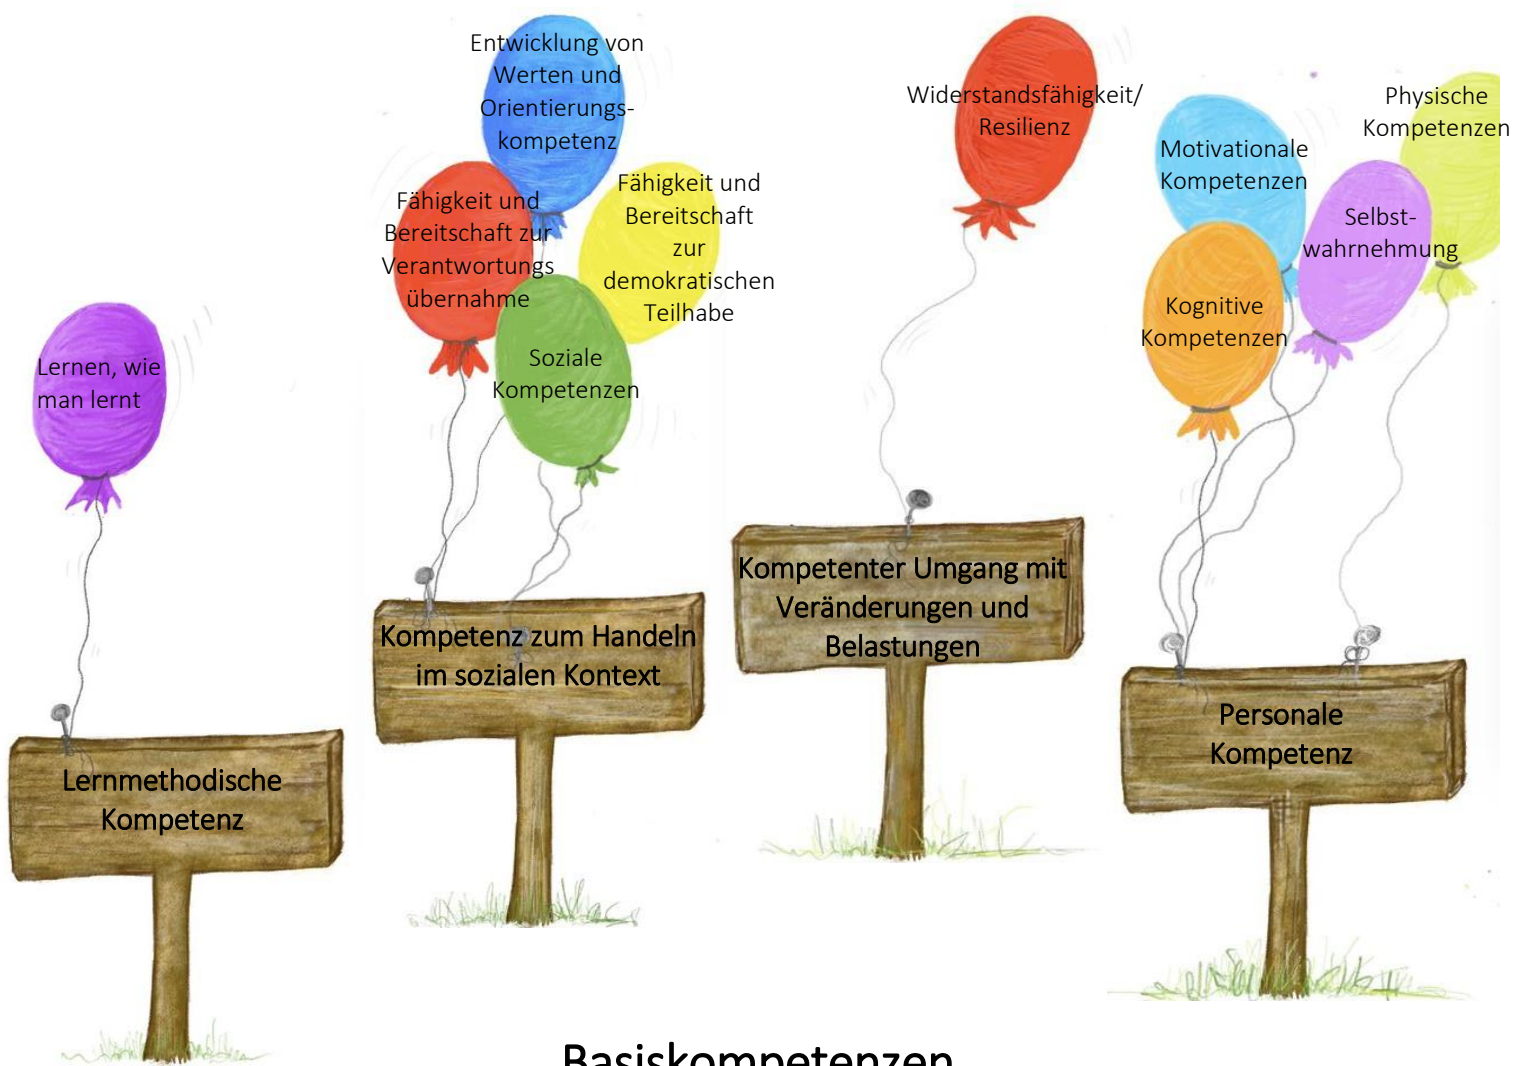 Lernen, wie
man lernt
Lernmethodische
Kompetenz
Entwicklung von
Werten und
Orientierungs-
kompetenz
Fähigkeit und
Bereitschaft zur
Verantwortungs
übernahme
Fähigkeit und
Bereitschaft
zur
demokratischen
Teilhabe
Soziale
Kompetenzen
Kompetenz zum Handeln
im sozialen Kontext
Widerstandsfähigkeit/
Resilienz
Kompetenter Umgang mit
Veränderungen und
Belastungen
Motivationale
Kompetenzen
Physische
Kompetenzen
Selbst-
wahrnehmung
Kognitive
Kompetenzen
Personale
Kompetenz
Basiskompetenzen